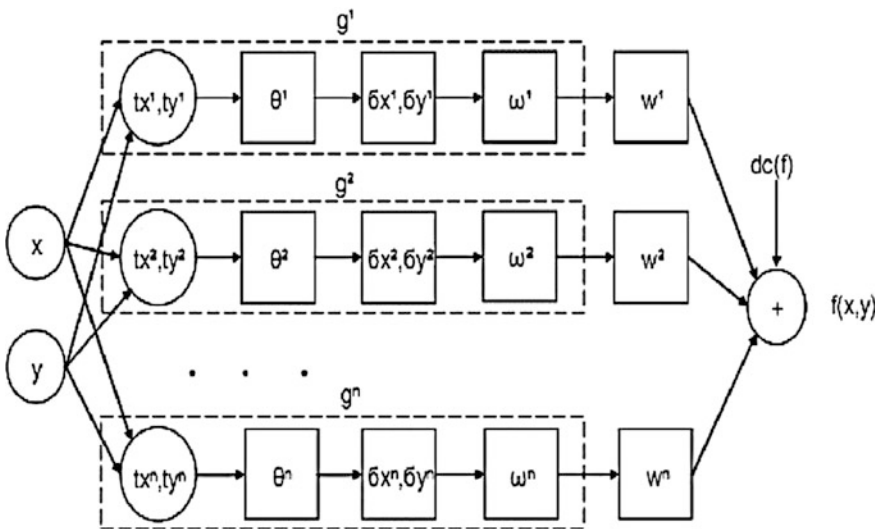 g¹
tx¹,ty¹ θ¹ бx¹,бy¹ ω¹ w¹
dc(f)
g²
x
tx²,ty² θ² бx²,бy² ω² w²
+ f(x,y)
y
. . .
gⁿ
txⁿ,tyⁿ θⁿ бxⁿ,бyⁿ ωⁿ wⁿ